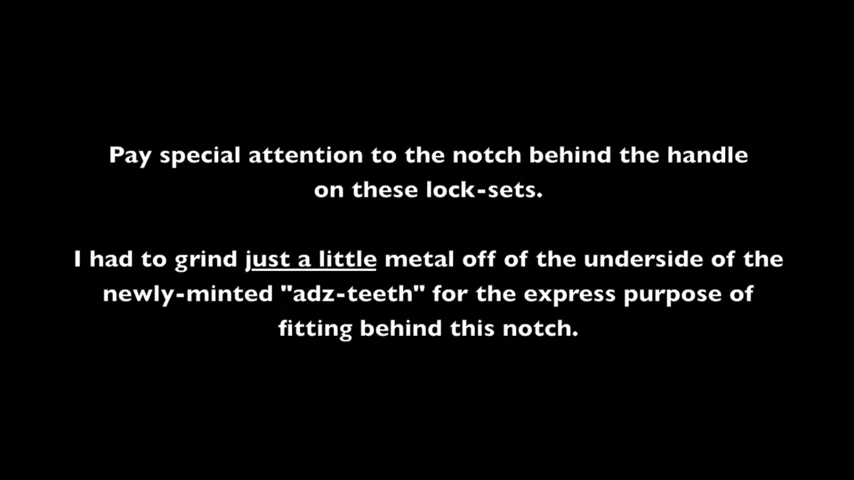 Pay special attention to the notch behind the handle
on these lock-sets.
I had to grind just a little metal off of the underside of the
newly-minted "adz-teeth" for the express purpose of
fitting behind this notch.